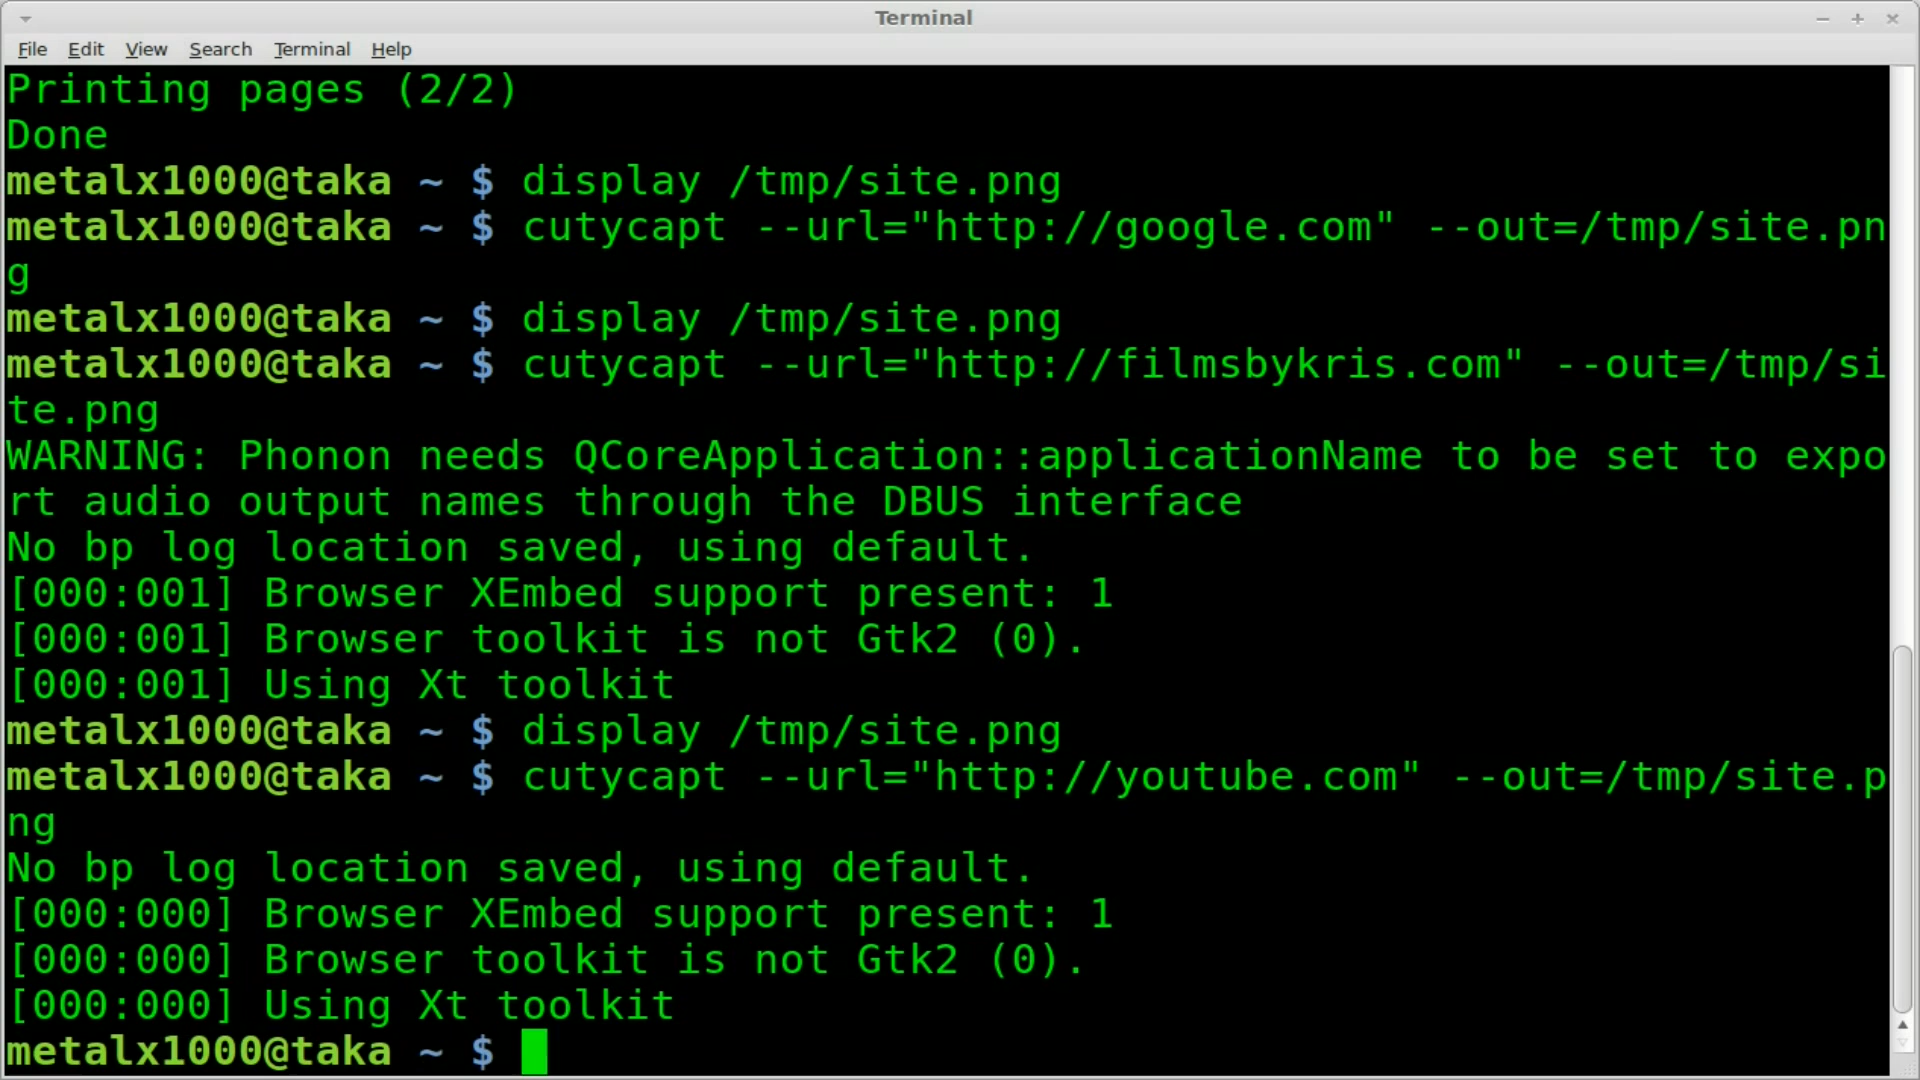 Terminal
File Edit View Search Terminal Help
Printing pages (2/2)
Done
metalx1000@taka ~ $ display /tmp/site.png
metalx1000@taka ~ $ cutycapt --url="http://google.com" --out=/tmp/site.pn
g
metalx1000@taka ~ $ display /tmp/site.png
metalx1000@taka ~ $ cutycapt --url="http://filmsbykris.com" --out=/tmp/si
te.png
WARNING: Phonon needs QCoreApplication::applicationName to be set to expo
rt audio output names through the DBUS interface
No bp log location saved, using default.
[000:001] Browser XEmbed support present: 1
[000:001] Browser toolkit is not Gtk2 (0).
[000:001] Using Xt toolkit
metalx1000@taka ~ $ display /tmp/site.png
metalx1000@taka ~ $ cutycapt --url="http://youtube.com" --out=/tmp/site.p
ng
No bp log location saved, using default.
[000:000] Browser XEmbed support present: 1
[000:000] Browser toolkit is not Gtk2 (0).
[000:000] Using Xt toolkit
metalx1000@taka ~ $